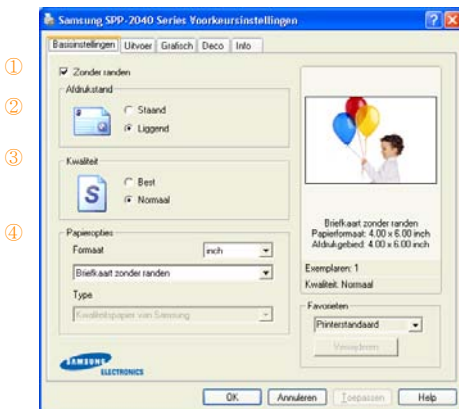 Samsung SPP-2040 Series Voorkeursinstellingen
Basisinstellingen Uitvoer Grafisch Deco Info
① Zonder randen
② Afdrukstand
Staand
Liggend
③ Kwaliteit
Best
S Normaal
④ Papieropties
Formaat inch
Briefkaart zonder randen
Type
Kwaliteitspapier van Samsung
Briefkaart zonder randen
Papierformaat: 4.00 x 6.00 inch
Afdrukgebied: 4.00 x 6.00 inch
Exemplaren: 1
Kwaliteit: Normaal
Favorieten
Printerstandaard
Verwijderen
SAMSUNG
ELECTRONICS
OK Annuleren Toepassen Help